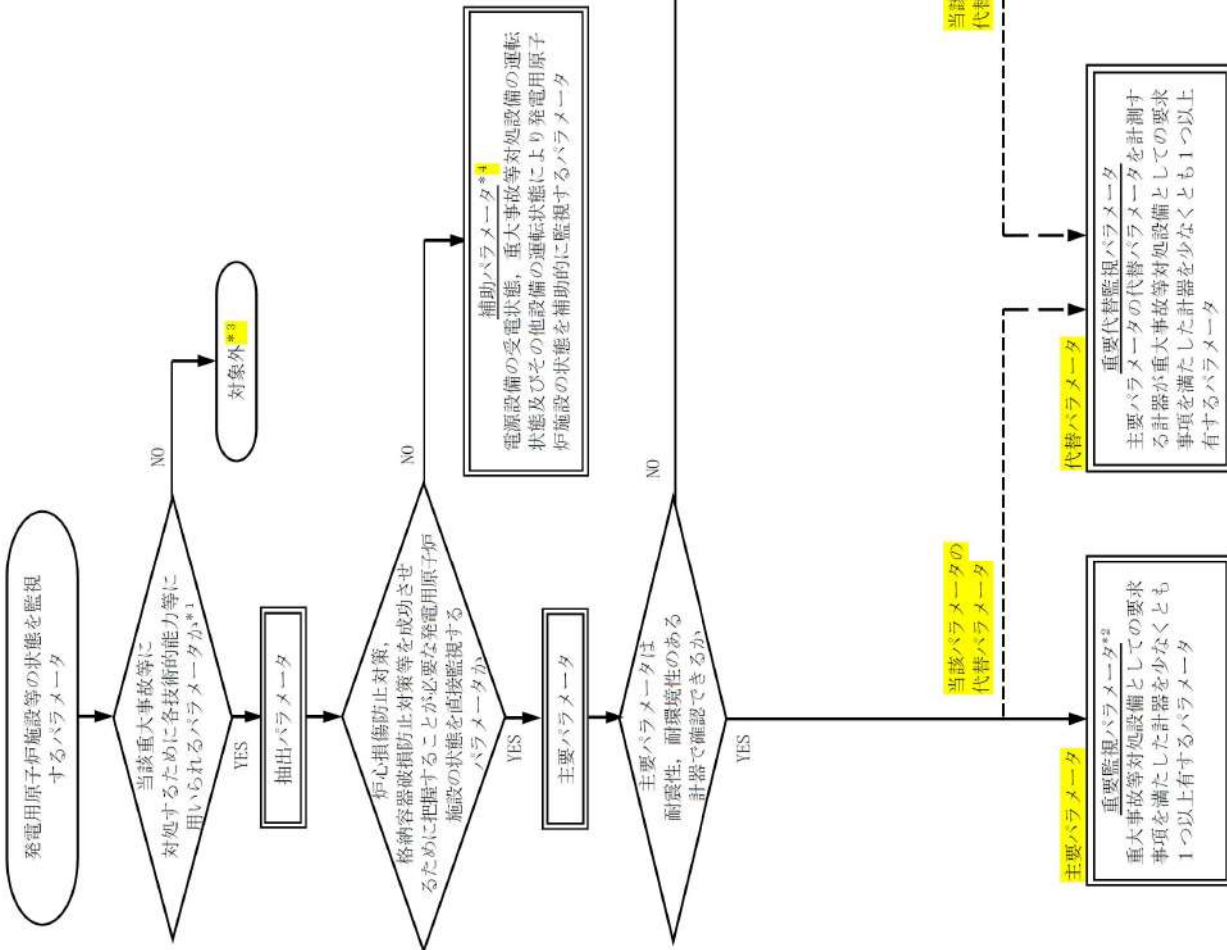 発電用原子炉施設等の状態を監視
するパラメータ
当該重大事故等に
対処するために各技術的能力等に
用いられるパラメータか*1
NO
対象外*3
YES
抽出パラメータ
炉心損傷防止対策,
格納容器破損防止対策等を成功させ
るために把握することが必要な発電用原子炉
施設の状態を直接監視する
パラメータか
NO
補助パラメータ*4
電源設備の受電状態,重大事故等対処設備の運転
状態及びその他設備の運転状態により発電用原子
炉施設の状態を補助的に監視するパラメータ
YES
主要パラメータ
主要パラメータは
耐震性,耐環境性のある
計器で確認できるか
NO
YES
当該パラメータの
代替パラメータ
当該
主要パラメータ
重要監視パラメータ*2
重大事故等対処設備としての要求
事項を満たした計器を少なくとも
1つ以上有するパラメータ
代替パラメータ
重要代替監視パラメータ
主要パラメータの代替パラメータを計測す
る計器が重大事故等対処設備としての要求
事項を満たした計器を少なくとも1つ以上
有するパラメータ